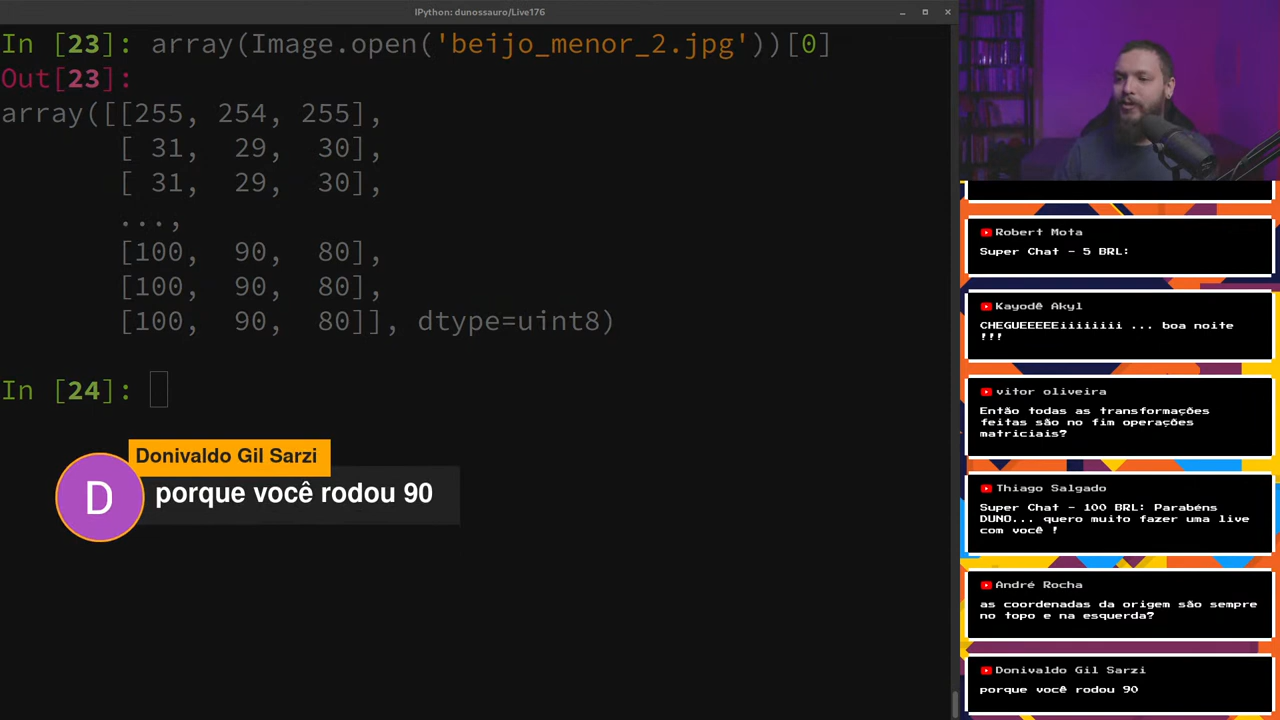 IPython: dunossauro/Live176
In [23]: array(Image.open('beijo_menor_2.jpg'))[0]
Out[23]:
array([[255, 254, 255],
[ 31, 29, 30],
[ 31, 29, 30],
...,
[100, 90, 80],
[100, 90, 80],
[100, 90, 80]], dtype=uint8)
In [24]:
Donivaldo Gil Sarzi
D
porque você rodou 90
Robert Mota
Super Chat - 5 BRL:
Kayodê Akyl
CHEGUEEEEEiiiiiiii ... boa noite
!!!
vitor oliveira
Então todas as transformações
feitas são no fim operações
matriciais?
Thiago Salgado
Super Chat - 100 BRL: Parabéns
DUNO... quero muito fazer uma live
com você !
André Rocha
as coordenadas da origem são sempre
no topo e na esquerda?
Donivaldo Gil Sarzi
porque você rodou 90